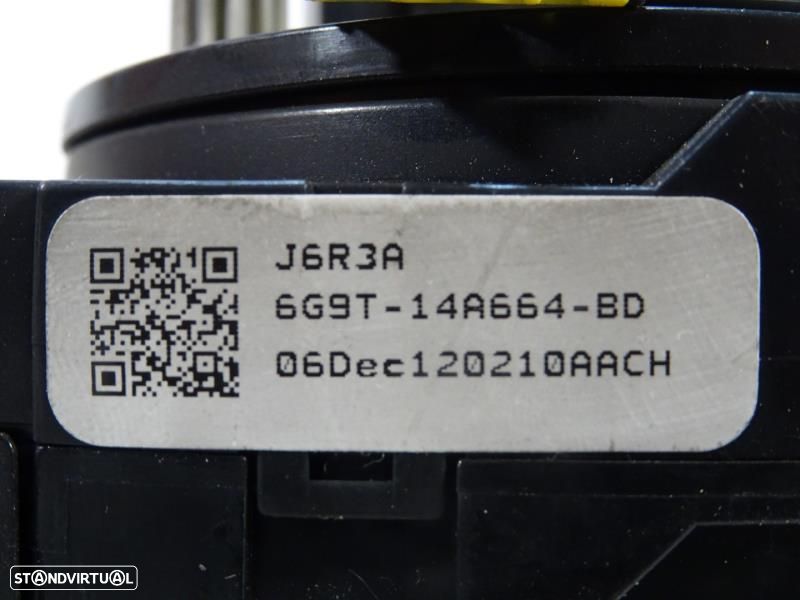 J6R3A
6G9T-14A664-BD
06Dec120210AACH
STANDVIRTUAL